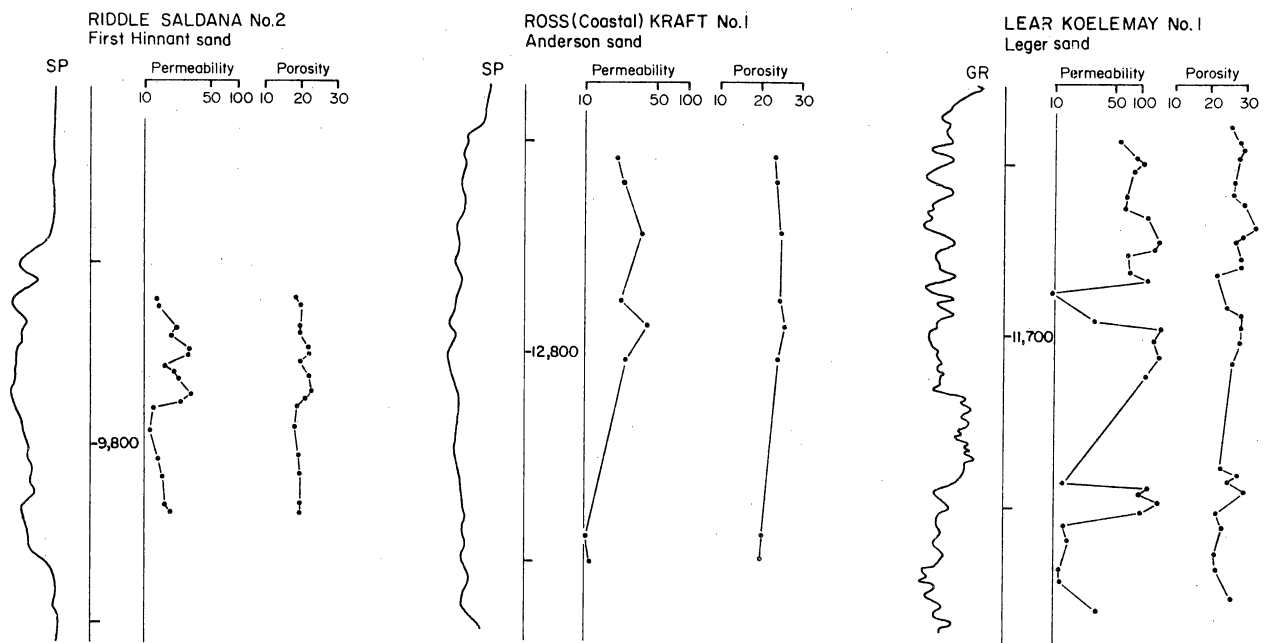 RIDDLE SALDANA No.2
First Hinnant sand
SP
Permeability
10 50 100
Porosity
10 20 30
9,800
ROSS (Coastal) KRAFT No.1
Anderson sand
SP
Permeability
10 50 100
Porosity
10 20 30
12,800
LEAR KOELEMAY No.1
Leger sand
GR
Permeability
10 50 100
Porosity
10 20 30
11,700